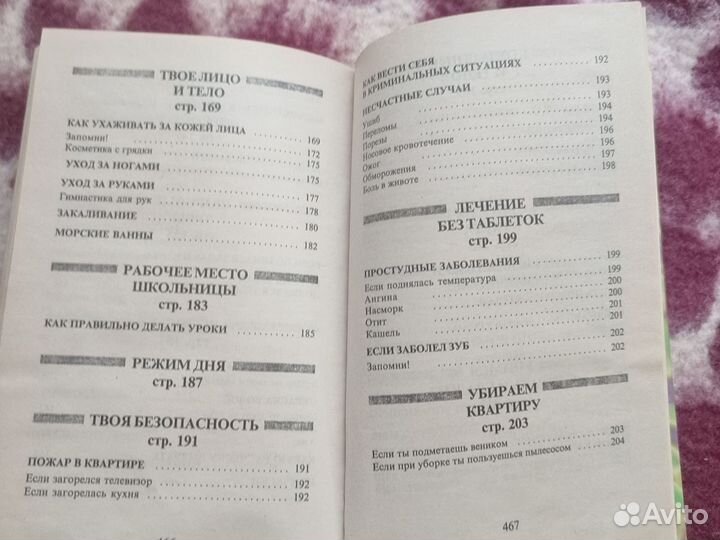 ТВОЕ ЛИЦО
И ТЕЛО
стр. 169
КАК УХАЖИВАТЬ ЗА КОЖЕЙ ЛИЦА 169
Запомни! 172
Косметика с грядки 175
УХОД ЗА НОГАМИ 175
УХОД ЗА РУКАМИ 177
Гимнастика для рук 178
ЗАКАЛИВАНИЕ 180
МОРСКИЕ ВАННЫ 182
РАБОЧЕЕ МЕСТО
ШКОЛЬНИЦЫ
стр. 183
КАК ПРАВИЛЬНО ДЕЛАТЬ УРОКИ 185
РЕЖИМ ДНЯ
стр. 187
ТВОЯ БЕЗОПАСНОСТЬ
стр. 191
ПОЖАР В КВАРТИРЕ 191
Если загорелся телевизор 192
Если загорелась кухня 192
КАК ВЕСТИ СЕБЯ
В КРИМИНАЛЬНЫХ СИТУАЦИЯХ 192
НЕСЧАСТНЫЕ СЛУЧАИ 193
Ушиб 193
Переломы 194
Порезы 194
Носовое кровотечение 196
Ожог 196
Обморожения 197
Боль в животе 198
ЛЕЧЕНИЕ
БЕЗ ТАБЛЕТОК
стр. 199
ПРОСТУДНЫЕ ЗАБОЛЕВАНИЯ 199
Если поднялась температура 199
Ангина 200
Насморк 200
Отит 201
Кашель 201
ЕСЛИ ЗАБОЛЕЛ ЗУБ 202
Запомни! 202
УБИРАЕМ
КВАРТИРУ
стр. 203
Если ты подметаешь веником 203
Если при уборке ты пользуешься пылесосом 204
467
Avito